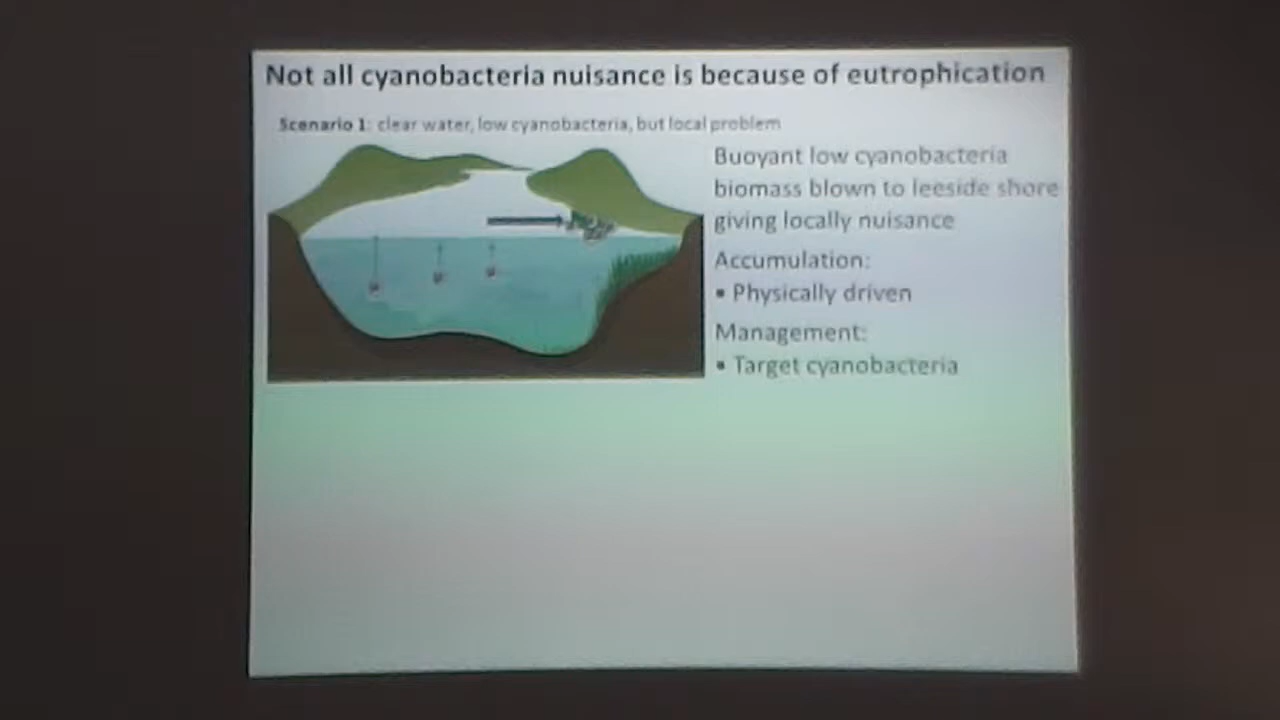 Not all cyanobacteria nuisance is because of eutrophication
Scenario 1: clear water, low cyanobacteria, but local problem
Buoyant low cyanobacteria
biomass blown to leeside shore
giving locally nuisance
Accumulation:
▪ Physically driven
Management:
▪ Target cyanobacteria